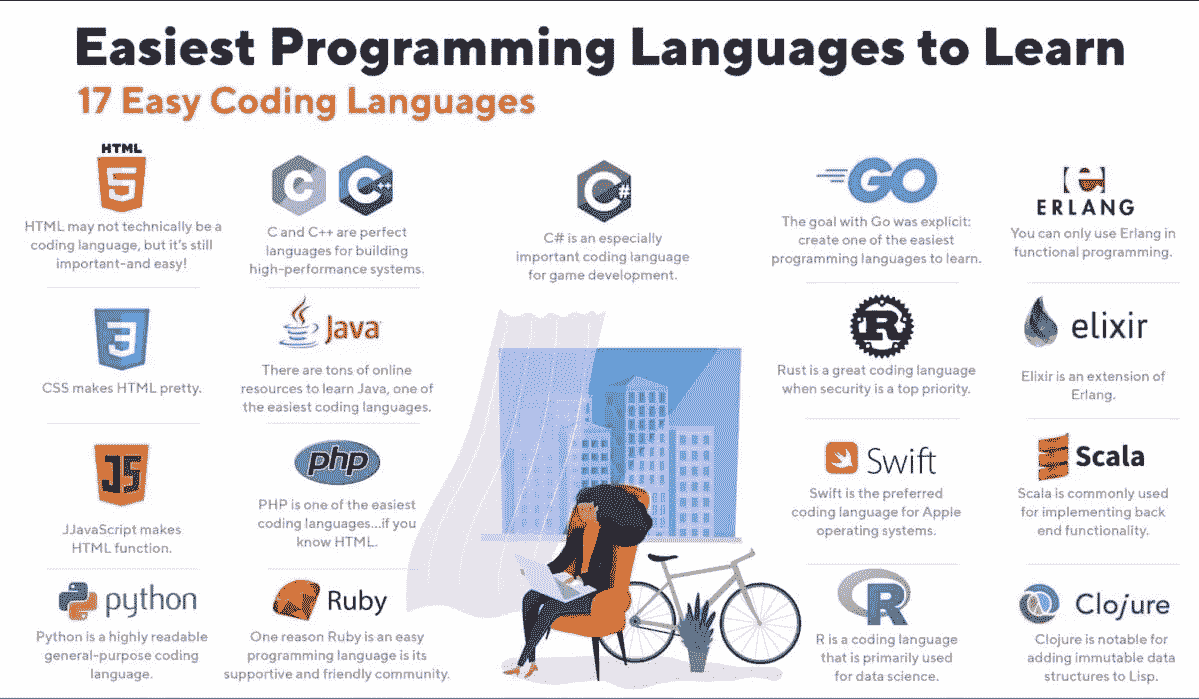 Easiest Programming Languages to Learn
17 Easy Coding Languages
HTML
5
HTML may not technically be a
coding language, but it's still
important-and easy!
3
CSS makes HTML pretty.
JS
JJavaScript makes
HTML function.
python
Python is a highly readable
general-purpose coding
language.
C
C++
C and C++ are perfect
languages for building
high-performance systems.
Java
There are tons of online
resources to learn Java, one of
the easiest coding languages.
php
PHP is one of the easiest
coding languages...if you
know HTML.
Ruby
One reason Ruby is an easy
programming language is its
supportive and friendly community.
C#
C# is an especially
important coding language
for game development.
GO
The goal with Go was explicit:
create one of the easiest
programming languages to learn.
R
Rust is a great coding language
when security is a top priority.
Swift
Swift is the preferred
coding language for Apple
operating systems.
R
R is a coding language
that is primarily used
for data science.
e
ERLANG
You can only use Erlang in
functional programming.
elixir
Elixir is an extension of
Erlang.
Scala
Scala is commonly used
for implementing back
end functionality.
Clojure
Clojure is notable for
adding immutable data
structures to Lisp.